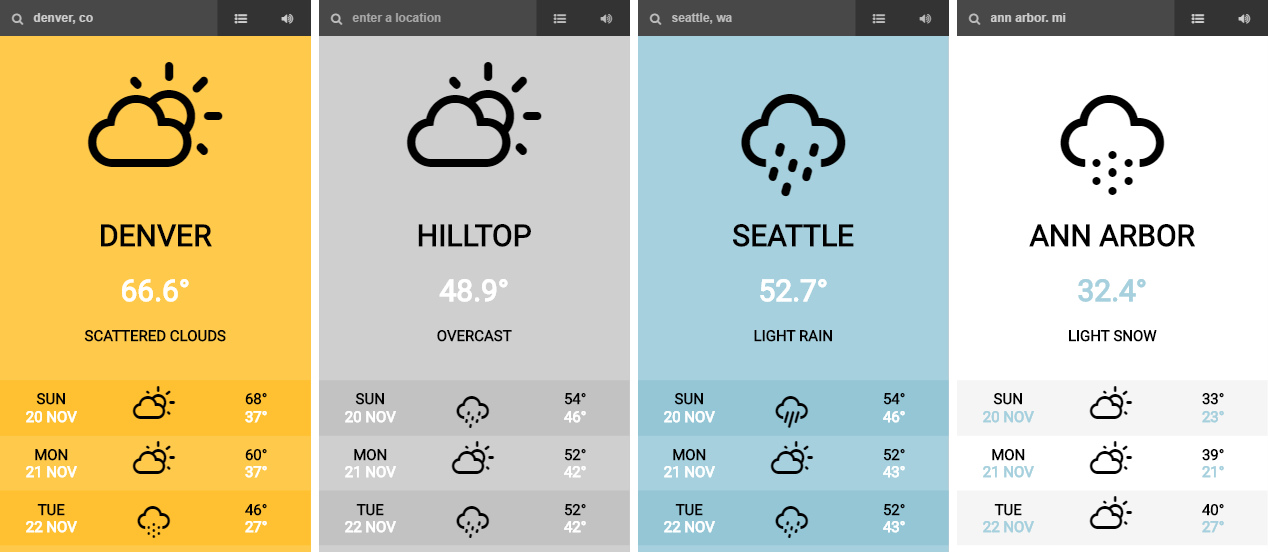 denver, co
DENVER
66.6°
SCATTERED CLOUDS
SUN 68°
20 NOV 37°
MON 60°
21 NOV 37°
TUE 46°
22 NOV 27°
enter a location
HILLTOP
48.9°
OVERCAST
SUN 54°
20 NOV 46°
MON 52°
21 NOV 42°
TUE 52°
22 NOV 42°
seattle, wa
SEATTLE
52.7°
LIGHT RAIN
SUN 54°
20 NOV 46°
MON 52°
21 NOV 43°
TUE 52°
22 NOV 43°
ann arbor. mi
ANN ARBOR
32.4°
LIGHT SNOW
SUN 33°
20 NOV 23°
MON 39°
21 NOV 21°
TUE 40°
22 NOV 27°